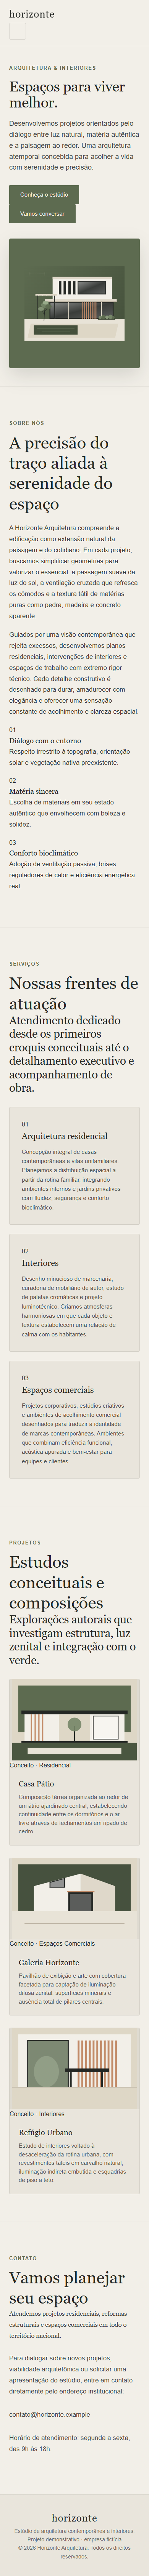 horizonte
ARQUITETURA & INTERIORES
Espaços para viver
melhor.
Desenvolvemos projetos orientados pelo
diálogo entre luz natural, matéria autêntica
e a paisagem ao redor. Uma arquitetura
atemporal concebida para acolher a vida
com serenidade e precisão.
Conheça o estúdio
Vamos conversar
SOBRE NÓS
A precisão do
traço aliada à
serenidade do
espaço
A Horizonte Arquitetura compreende a
edificação como extensão natural da
paisagem e do cotidiano. Em cada projeto,
buscamos simplificar geometrias para
valorizar o essencial: a passagem suave da
luz do sol, a ventilação cruzada que refresca
os cômodos e a textura tátil de matérias
puras como pedra, madeira e concreto
aparente.
Guiados por uma visão contemporânea que
rejeita excessos, desenvolvemos planos
residenciais, intervenções de interiores e
espaços de trabalho com extremo rigor
técnico. Cada detalhe construtivo é
desenhado para durar, amadurecer com
elegância e oferecer uma sensação
constante de acolhimento e clareza espacial.
01
Diálogo com o entorno
Respeito irrestrito à topografia, orientação
solar e vegetação nativa preexistente.
02
Matéria sincera
Escolha de materiais em seu estado
autêntico que envelhecem com beleza e
solidez.
03
Conforto bioclimático
Adoção de ventilação passiva, brises
reguladores de calor e eficiência energética
real.
SERVIÇOS
Nossas frentes de
atuação
Atendimento dedicado
desde os primeiros
croquis conceituais até o
detalhamento executivo e
acompanhamento de
obra.
01
Arquitetura residencial
Concepção integral de casas
contemporâneas e vilas unifamiliares.
Planejamos a distribuição espacial a
partir da rotina familiar, integrando
ambientes internos e jardins privativos
com fluidez, segurança e conforto
bioclimático.
02
Interiores
Desenho minucioso de marcenaria,
curadoria de mobiliário de autor, estudo
de paletas cromáticas e projeto
luminotécnico. Criamos atmosferas
harmoniosas em que cada objeto e
textura estabelecem uma relação de
calma com os habitantes.
03
Espaços comerciais
Projetos corporativos, estúdios criativos
e ambientes de acolhimento comercial
desenhados para traduzir a identidade
de marcas contemporâneas. Ambientes
que combinam eficiência funcional,
acústica apurada e bem-estar para
equipes e clientes.
PROJETOS
Estudos
conceituais e
composições
Explorações autorais que
investigam estrutura, luz
zenital e integração com o
verde.
Conceito · Residencial
Casa Pátio
Composição térrea organizada ao redor de
um átrio ajardinado central, estabelecendo
continuidade entre os dormitórios e o ar
livre através de fechamentos em ripado de
cedro.
Conceito · Espaços Comerciais
Galeria Horizonte
Pavilhão de exibição e arte com cobertura
facetada para captação de iluminação
difusa zenital, superfícies minerais e
ausência total de pilares centrais.
Conceito · Interiores
Refúgio Urbano
Estudo de interiores voltado à
desaceleração da rotina urbana, com
revestimentos táteis em carvalho natural,
iluminação indireta embutida e esquadrias
de piso a teto.
CONTATO
Vamos planejar
seu espaço
Atendemos projetos residenciais, reformas
estruturais e espaços comerciais em todo o
território nacional.
Para dialogar sobre novos projetos,
viabilidade arquitetônica ou solicitar uma
apresentação do estúdio, entre em contato
diretamente pelo endereço institucional:
contato@horizonte.example
Horário de atendimento: segunda a sexta,
das 9h às 18h.
horizonte
Estúdio de arquitetura contemporânea e interiores.
Projeto demonstrativo · empresa fictícia
© 2026 Horizonte Arquitetura. Todos os direitos
reservados.